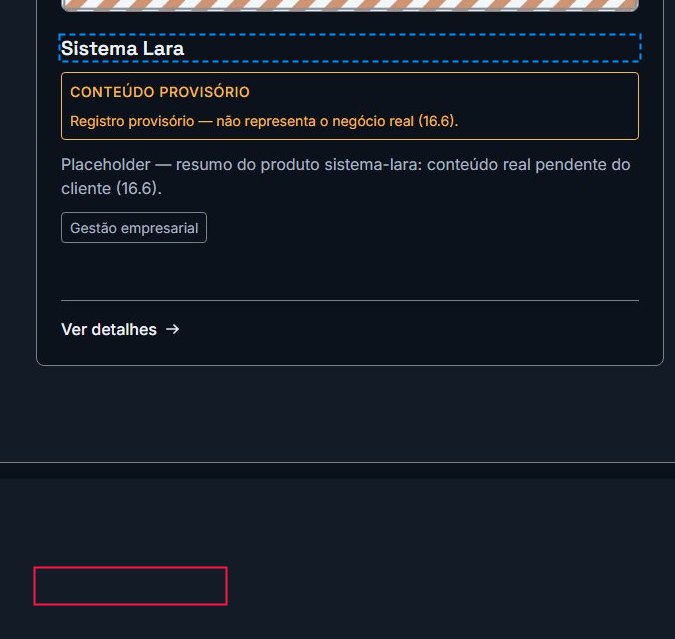 Sistema Lara
CONTEÚDO PROVISÓRIO
Registro provisório — não representa o negócio real (16.6).
Placeholder — resumo do produto sistema-lara: conteúdo real pendente do
cliente (16.6).
Gestão empresarial
Ver detalhes →